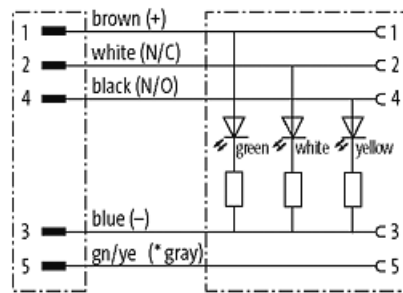 1 brown (+) 1
2 white (N/C) 2
4 black (N/O) 4
green white yellow
3 blue (–) 3
5 gn/ye (* gray) 5